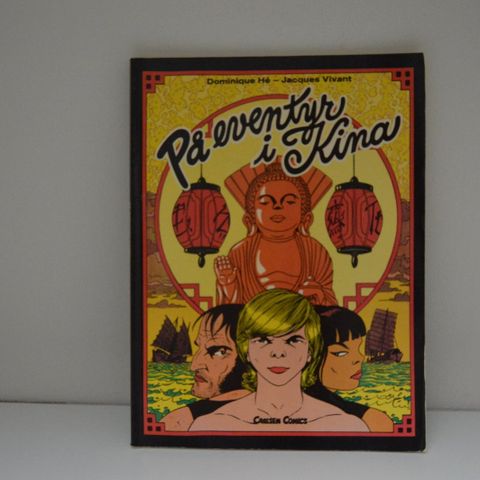 Dominique Hé – Jacques Vivant
På eventyr
i Kina
CARLSEN COMICS